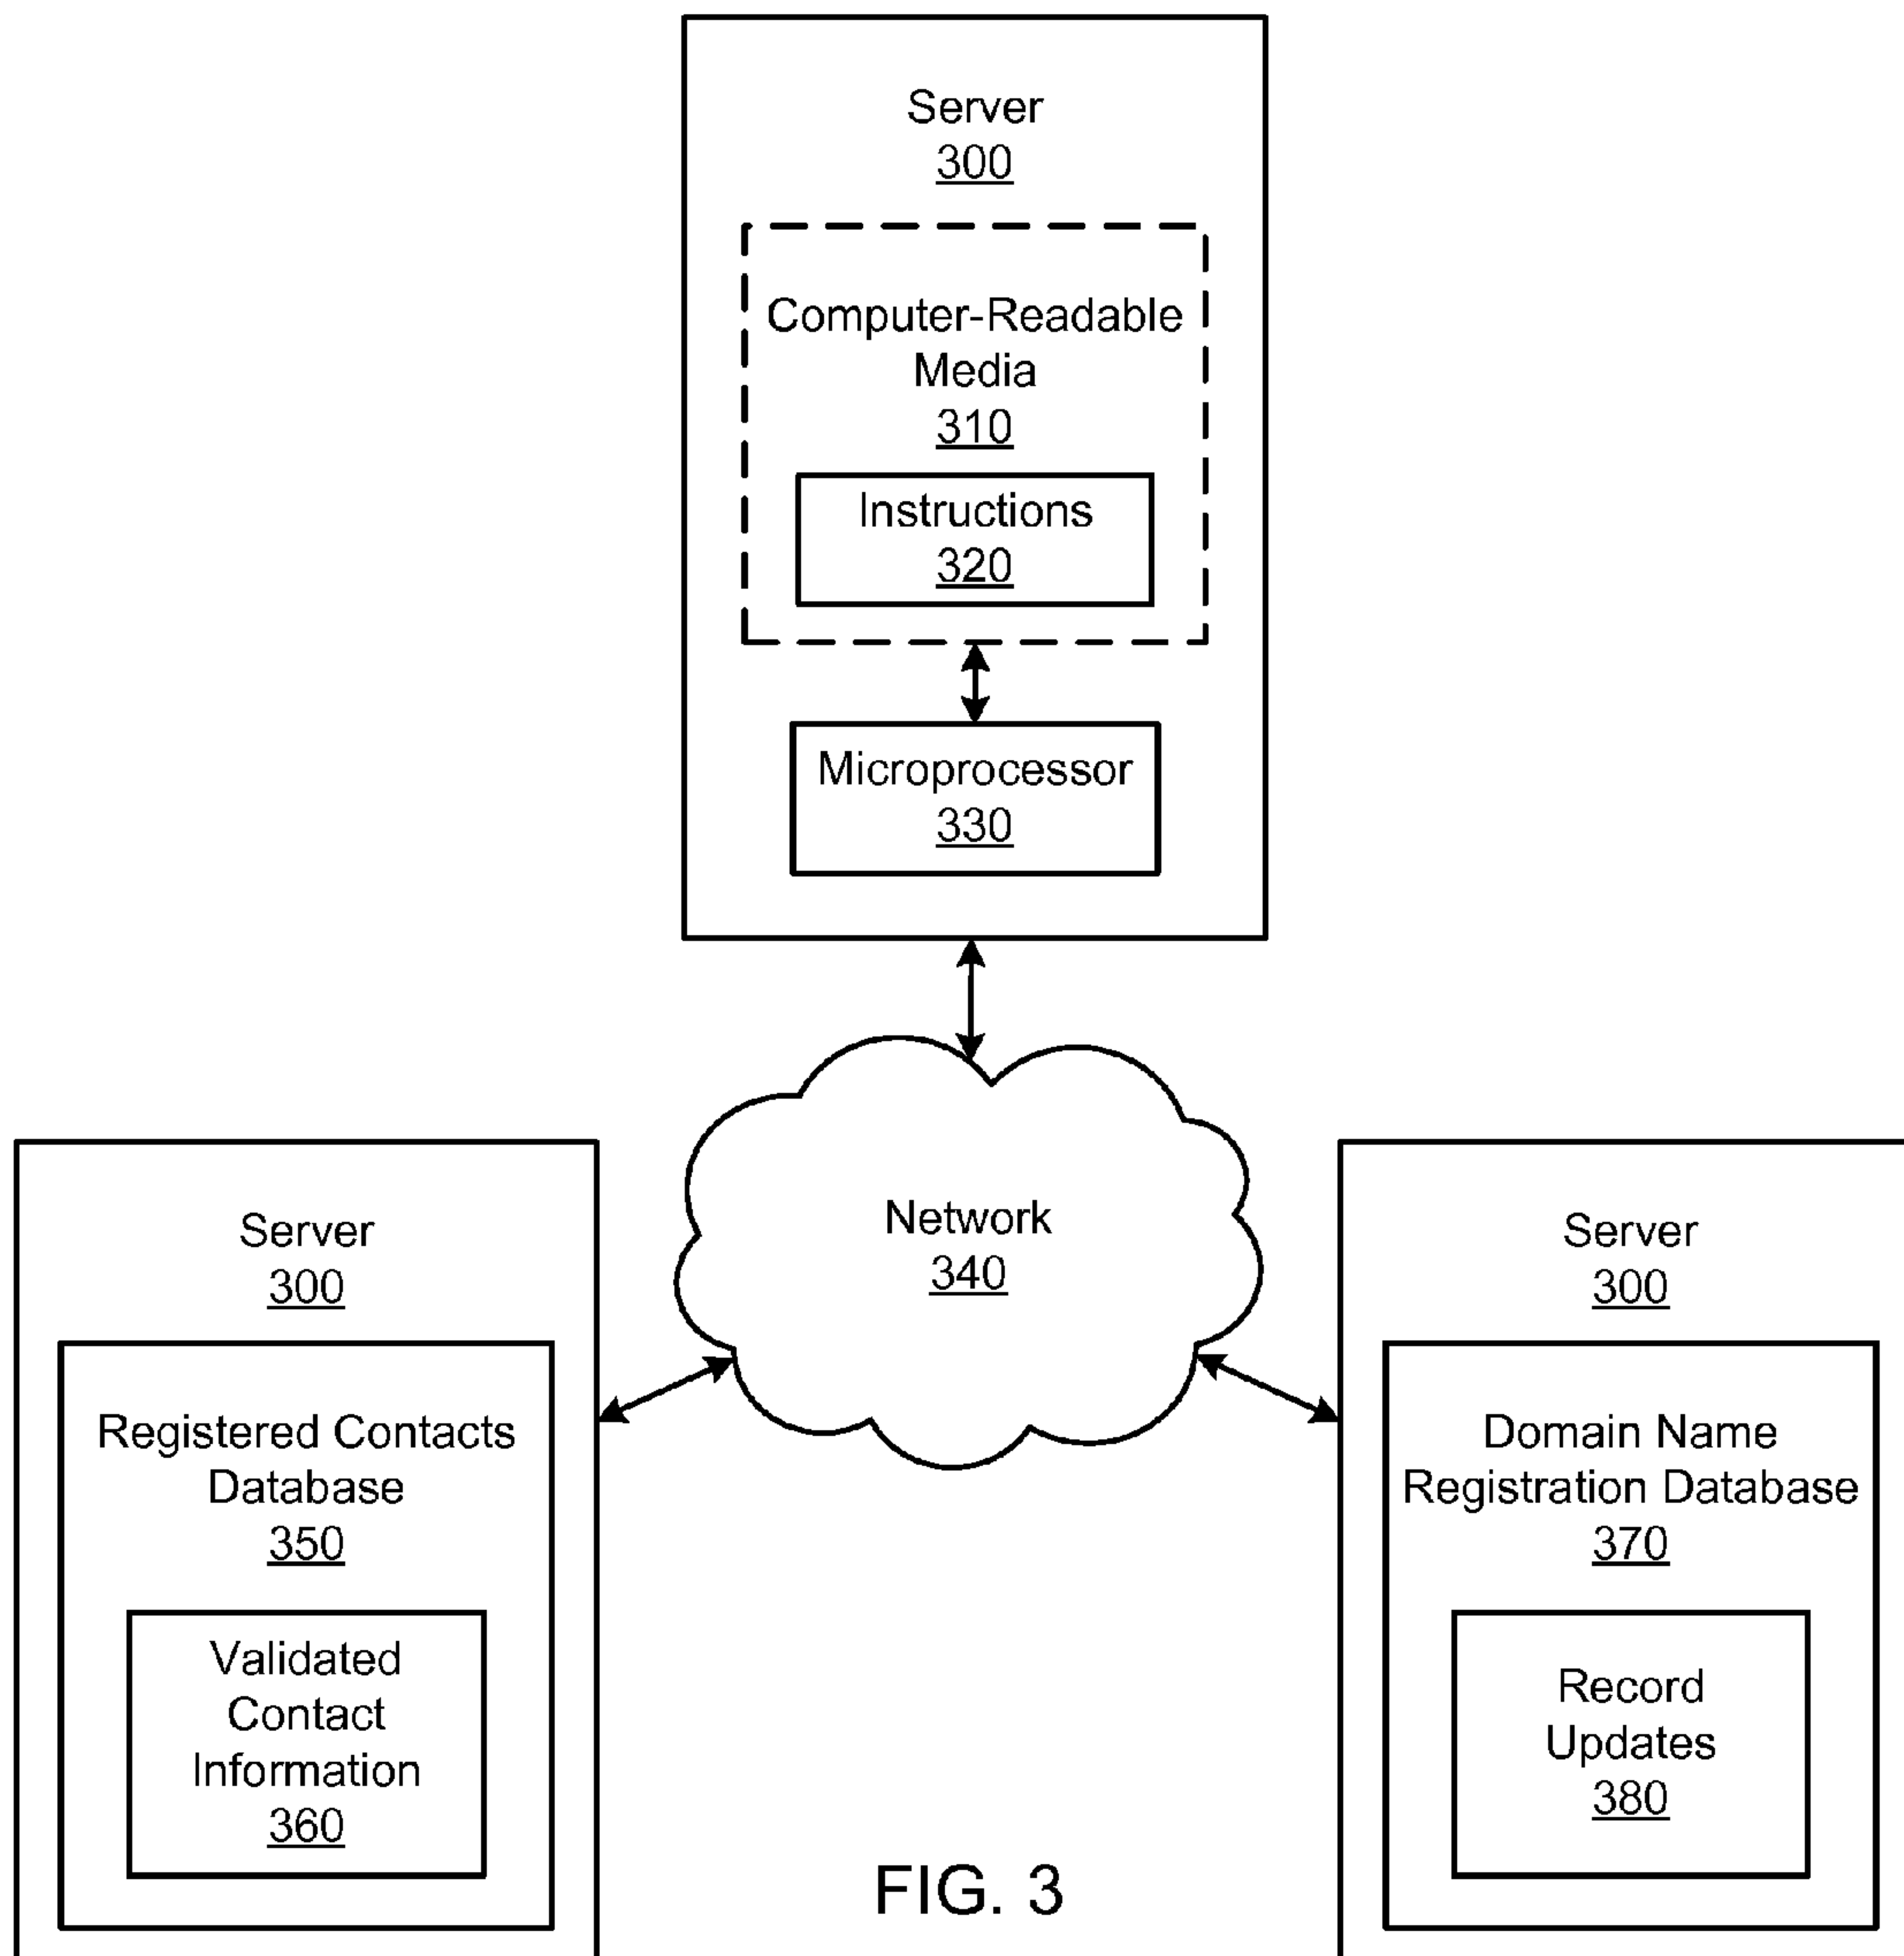 Server
300
Computer-Readable
Media
310
Instructions
320
Microprocessor
330
Network
340
Server
300
Registered Contacts
Database
350
Validated
Contact
Information
360
Server
300
Domain Name
Registration Database
370
Record
Updates
380
FIG. 3